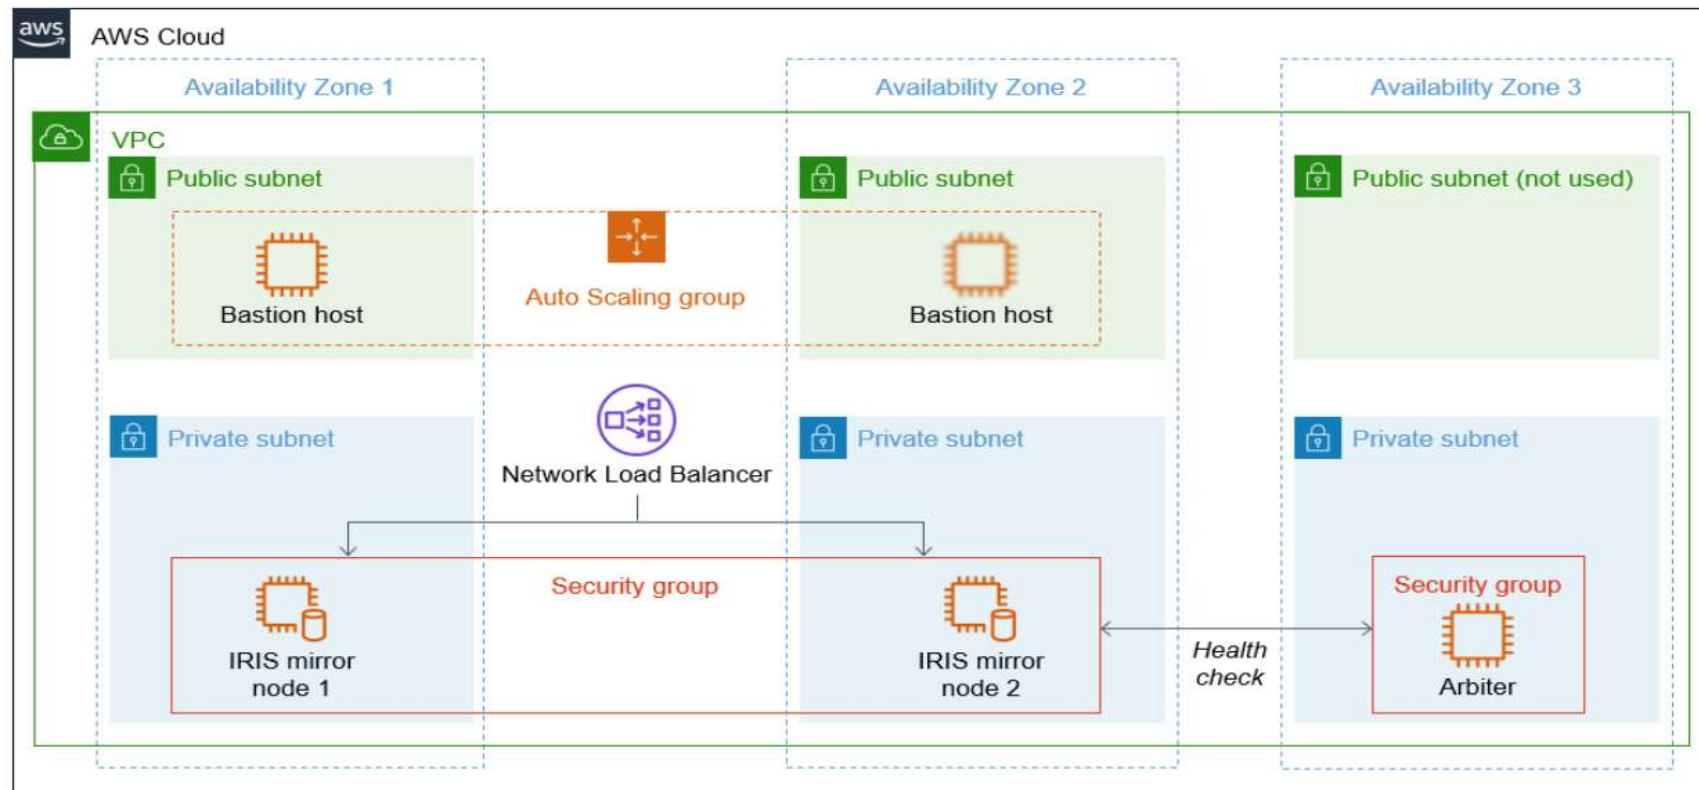 aws
AWS Cloud
Availability Zone 1
Availability Zone 2
Availability Zone 3
VPC
Public subnet
Public subnet
Public subnet (not used)
Auto Scaling group
Bastion host
Bastion host
Private subnet
Private subnet
Private subnet
Network Load Balancer
Security group
Security group
IRIS mirror
node 1
IRIS mirror
node 2
Health
check
Arbiter